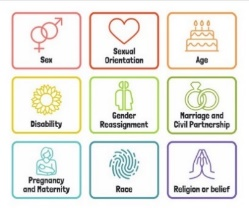 Sex
Sexual
Orientation
Age
Disability
Gender
Reassignment
Marriage and
Civil Partnership
Pregnancy
and Maternity
Race
Religion or belief